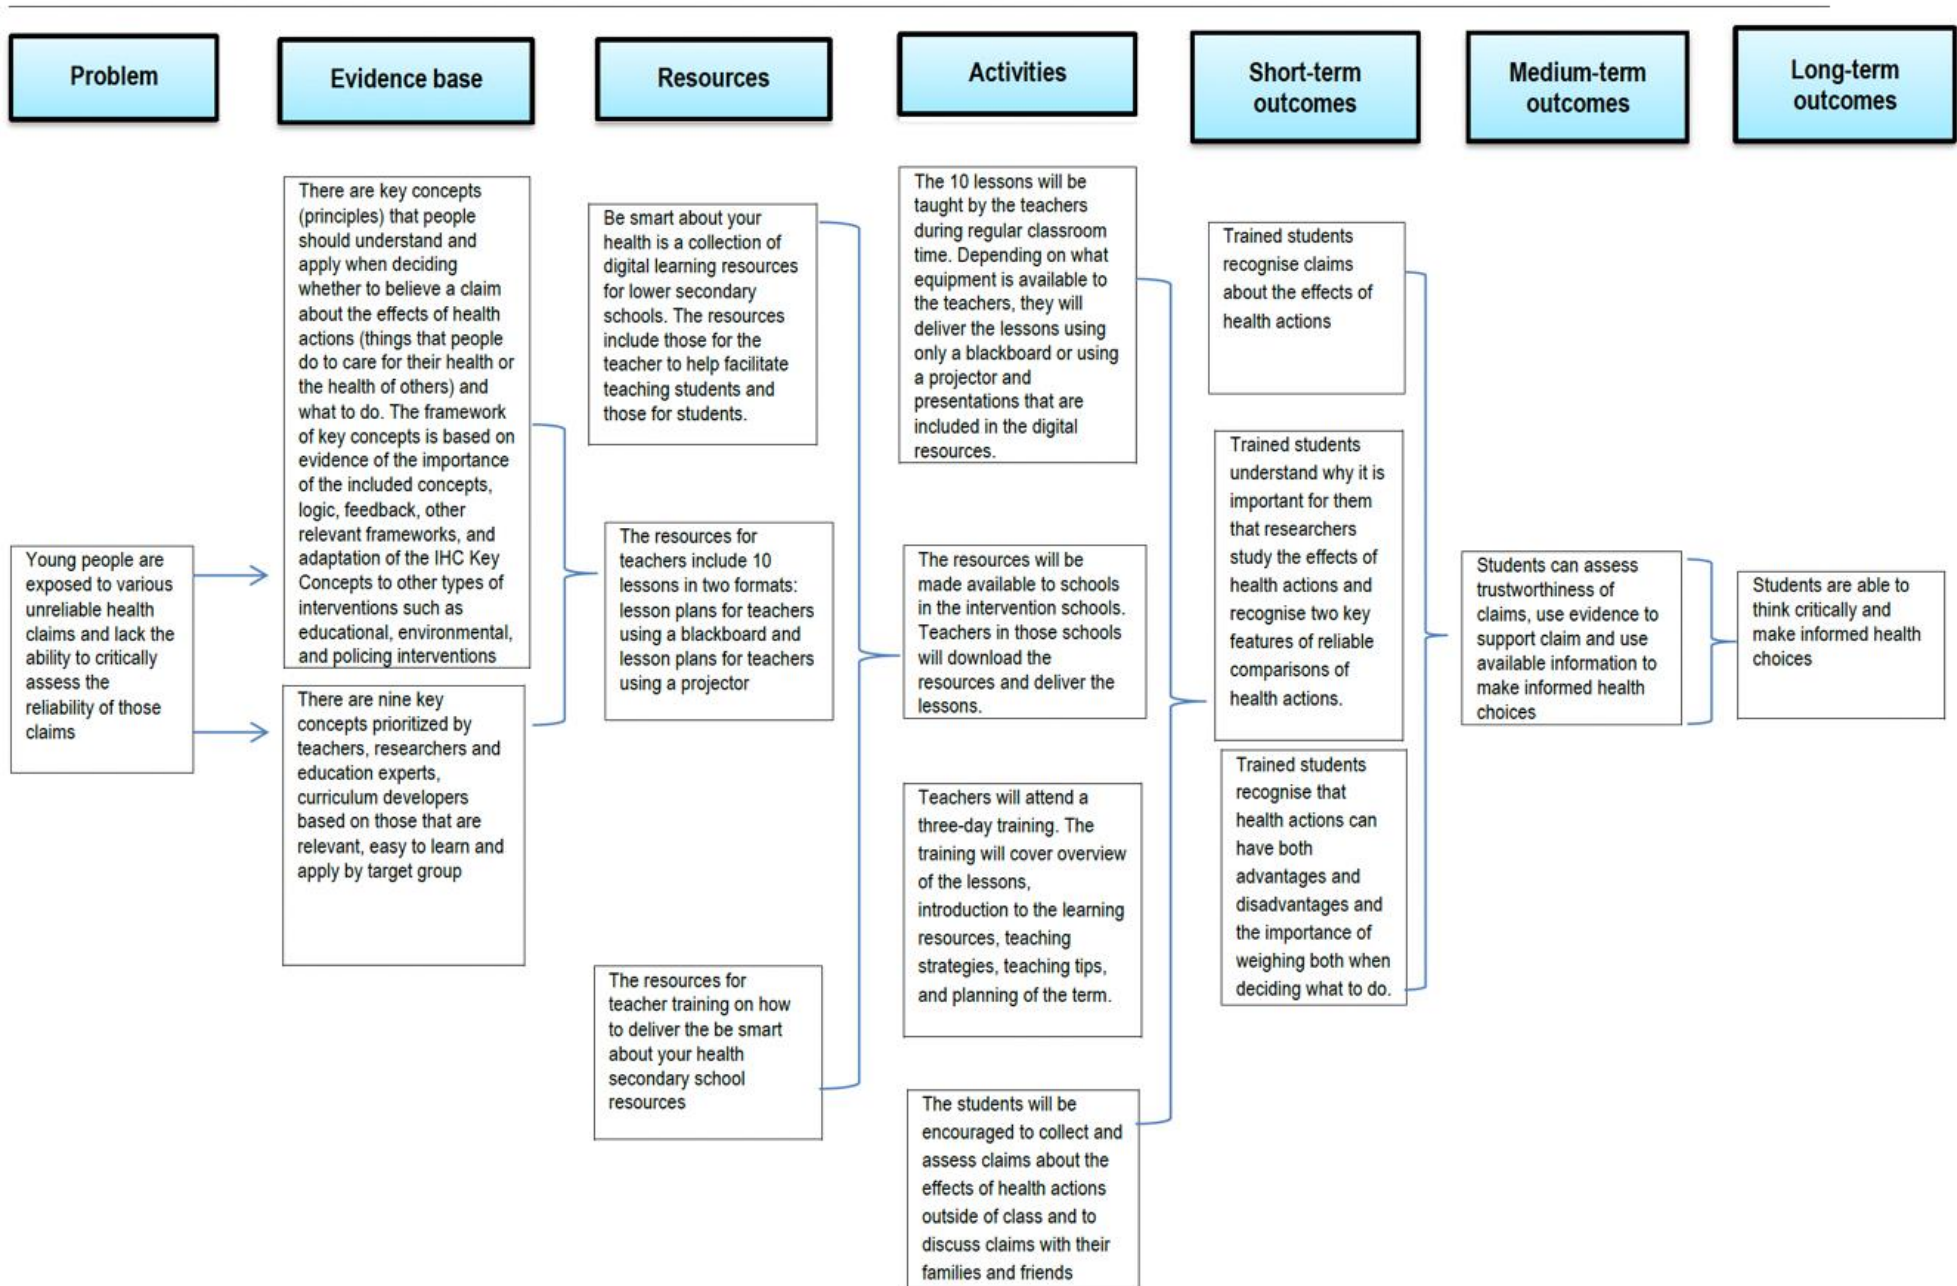 Problem
Evidence base
Resources
Activities
Short-term
outcomes
Medium-term
outcomes
Long-term
outcomes
Young people are
exposed to various
unreliable health
claims and lack the
ability to critically
assess the
reliability of those
claims
There are key concepts
(principles) that people
should understand and
apply when deciding
whether to believe a claim
about the effects of health
actions (things that people
do to care for their health or
the health of others) and
what to do. The framework
of key concepts is based on
evidence of the importance
of the included concepts,
logic, feedback, other
relevant frameworks, and
adaptation of the IHC Key
Concepts to other types of
interventions such as
educational, environmental,
and policing interventions
There are nine key
concepts prioritized by
teachers, researchers and
education experts,
curriculum developers
based on those that are
relevant, easy to learn and
apply by target group
Be smart about your
health is a collection of
digital learning resources
for lower secondary
schools. The resources
include those for the
teacher to help facilitate
teaching students and
those for students.
The resources for
teachers include 10
lessons in two formats:
lesson plans for teachers
using a blackboard and
lesson plans for teachers
using a projector
The resources for
teacher training on how
to deliver the be smart
about your health
secondary school
resources
The 10 lessons will be
taught by the teachers
during regular classroom
time. Depending on what
equipment is available to
the teachers, they will
deliver the lessons using
only a blackboard or using
a projector and
presentations that are
included in the digital
resources.
The resources will be
made available to schools
in the intervention schools.
Teachers in those schools
will download the
resources and deliver the
lessons.
Teachers will attend a
three-day training. The
training will cover overview
of the lessons,
introduction to the learning
resources, teaching
strategies, teaching tips,
and planning of the term.
The students will be
encouraged to collect and
assess claims about the
effects of health actions
outside of class and to
discuss claims with their
families and friends
Trained students
recognise claims
about the effects of
health actions
Trained students
understand why it is
important for them
that researchers
study the effects of
health actions and
recognise two key
features of reliable
comparisons of
health actions.
Trained students
recognise that
health actions can
have both
advantages and
disadvantages and
the importance of
weighing both when
deciding what to do.
Students can assess
trustworthiness of
claims, use evidence to
support claim and use
available information to
make informed health
choices
Students are able to
think critically and
make informed health
choices